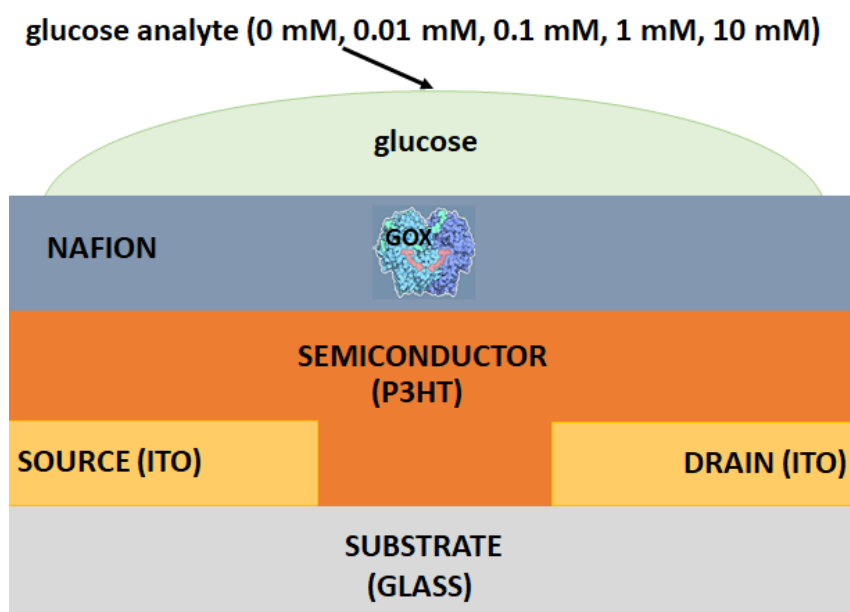 glucose analyte (0 mM, 0.01 mM, 0.1 mM, 1 mM, 10 mM)
glucose
NAFION
GOX
SEMICONDUCTOR
(P3HT)
SOURCE (ITO)
DRAIN (ITO)
SUBSTRATE
(GLASS)